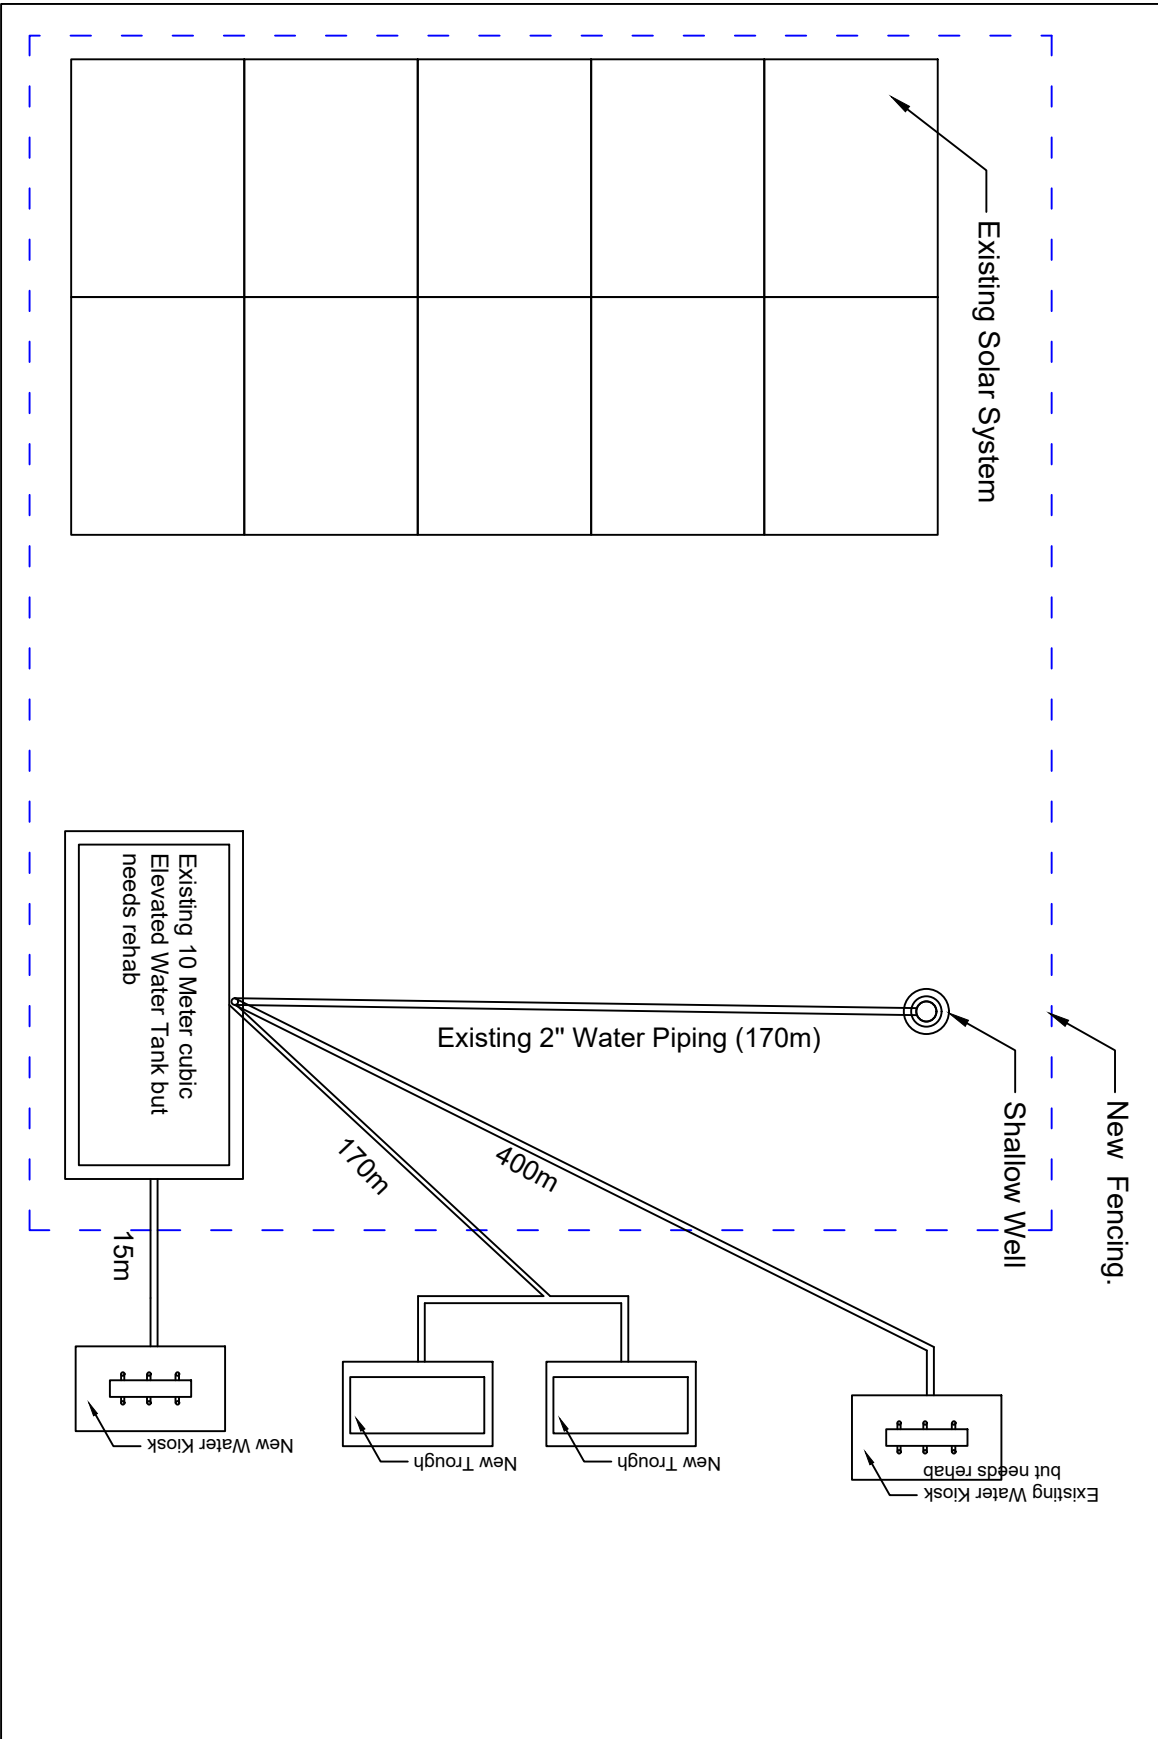 Existing Solar System
Existing 10 Meter cubic
Elevated Water Tank but
needs rehab
Existing 2" Water Piping (170m)
Shallow Well
New Fencing.
170m
400m
15m
New Water Kiosk
New Trough
New Trough
Existing Water Kiosk
but needs rehab